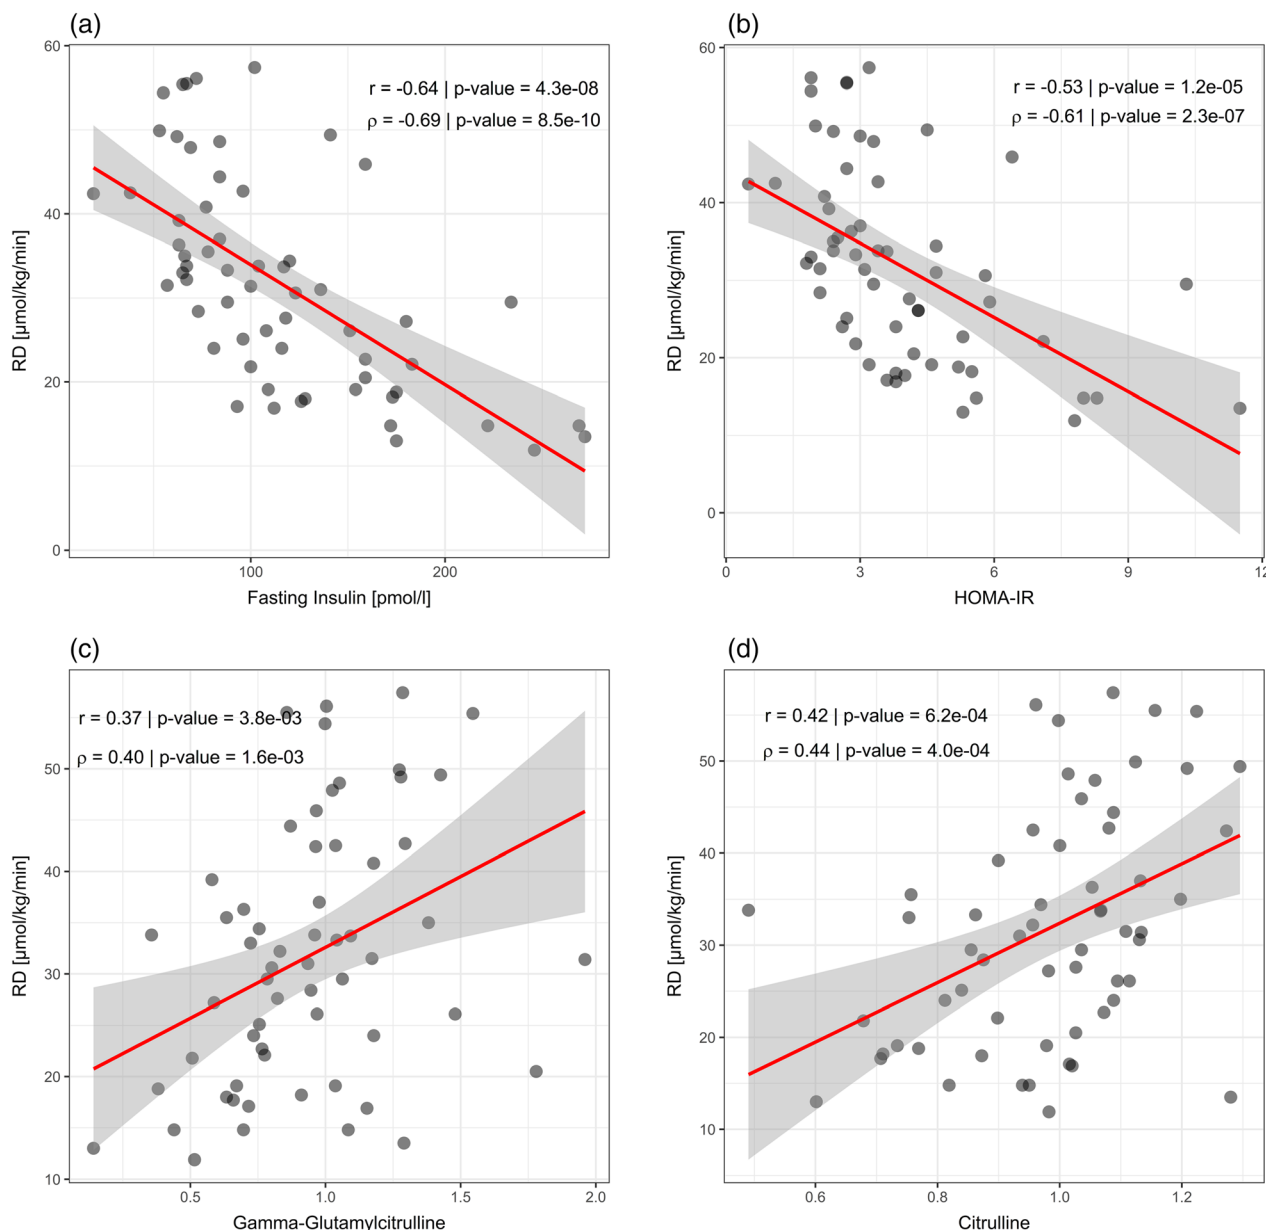 (a)
60
40
20
0
RD [µmol/kg/min]
r = -0.64 | p-value = 4.3e-08
ρ = -0.69 | p-value = 8.5e-10
100
200
Fasting Insulin [pmol/l]
(b)
60
40
20
0
RD [µmol/kg/min]
r = -0.53 | p-value = 1.2e-05
ρ = -0.61 | p-value = 2.3e-07
0
3
6
9
12
HOMA-IR
(c)
50
40
30
20
10
RD [µmol/kg/min]
r = 0.37 | p-value = 3.8e-03
ρ = 0.40 | p-value = 1.6e-03
0.5
1.0
1.5
2.0
Gamma-Glutamylcitrulline
(d)
50
40
30
20
10
RD [µmol/kg/min]
r = 0.42 | p-value = 6.2e-04
ρ = 0.44 | p-value = 4.0e-04
0.6
0.8
1.0
1.2
Citrulline